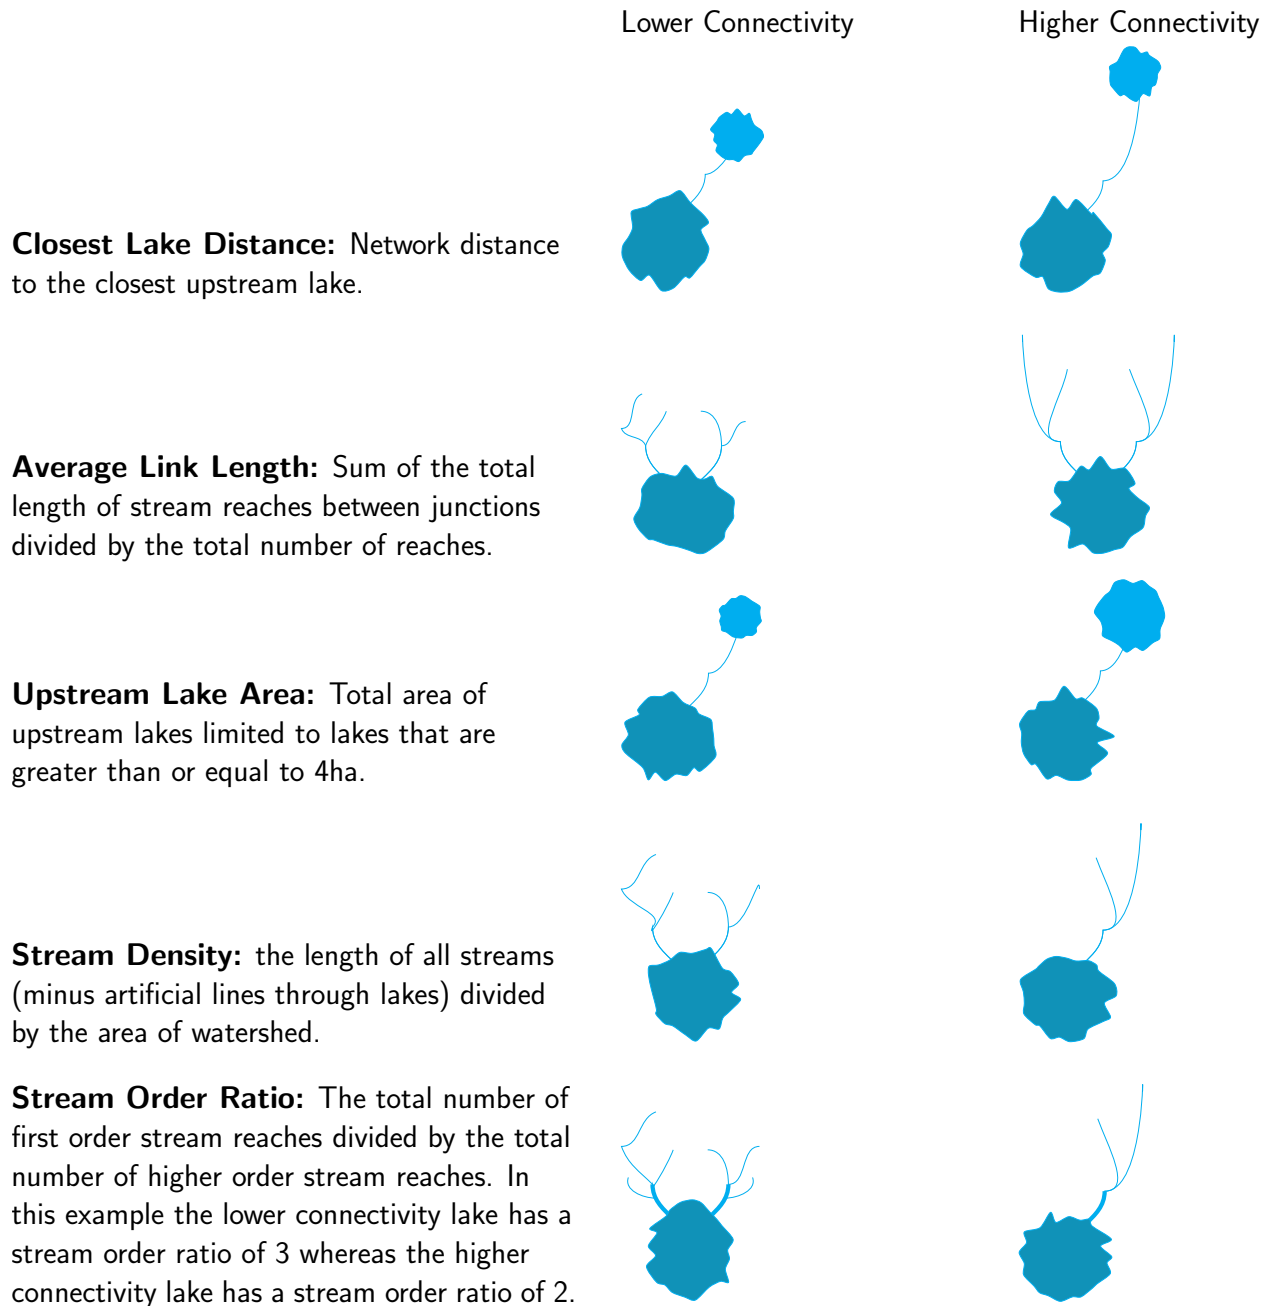 Lower Connectivity
Higher Connectivity
Closest Lake Distance: Network distance
to the closest upstream lake.
Average Link Length: Sum of the total
length of stream reaches between junctions
divided by the total number of reaches.
Upstream Lake Area: Total area of
upstream lakes limited to lakes that are
greater than or equal to 4ha.
Stream Density: the length of all streams
(minus artificial lines through lakes) divided
by the area of watershed.
Stream Order Ratio: The total number of
first order stream reaches divided by the total
number of higher order stream reaches. In
this example the lower connectivity lake has a
stream order ratio of 3 whereas the higher
connectivity lake has a stream order ratio of 2.